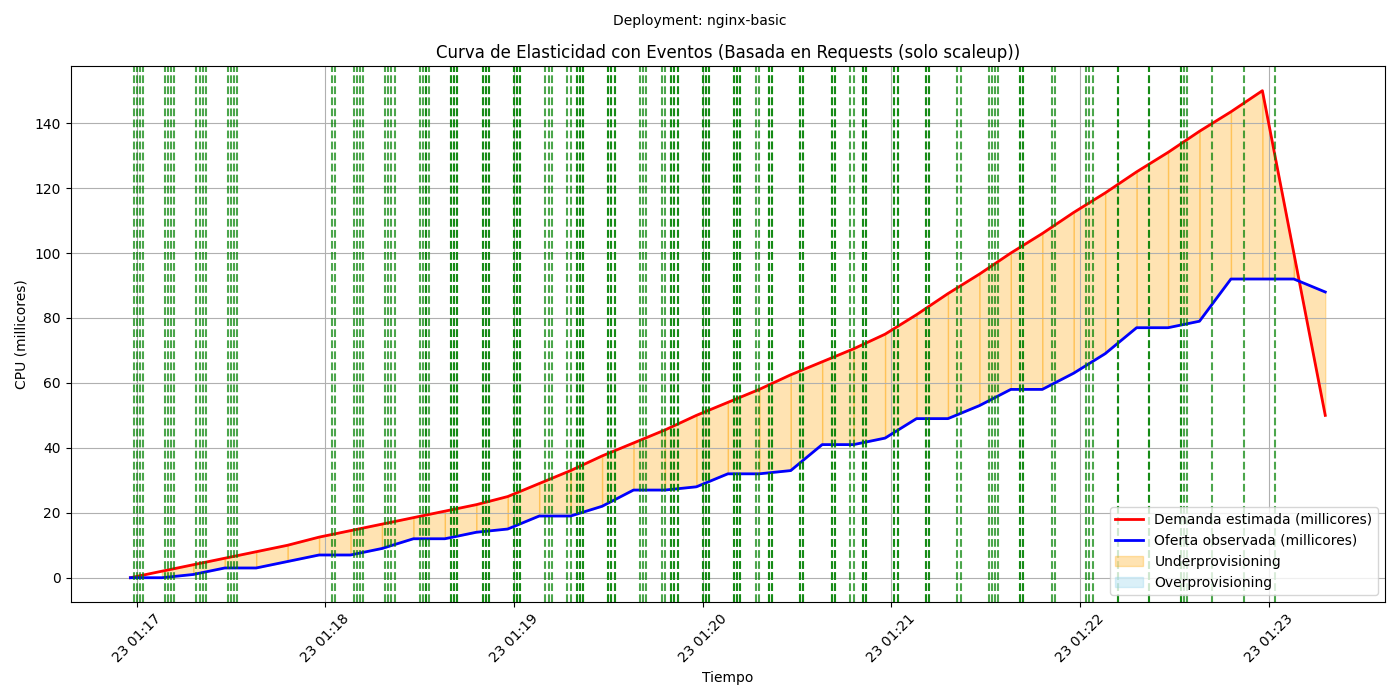 Deployment: nginx-basic
Curva de Elasticidad con Eventos (Basada en Requests (solo scaleup))
CPU (millicores)
140
120
100
80
60
40
20
0
Demanda estimada (millicores)
Oferta observada (millicores)
Underprovisioning
Overprovisioning
23 01:17
23 01:18
23 01:19
23 01:20
23 01:21
23 01:22
23 01:23
Tiempo